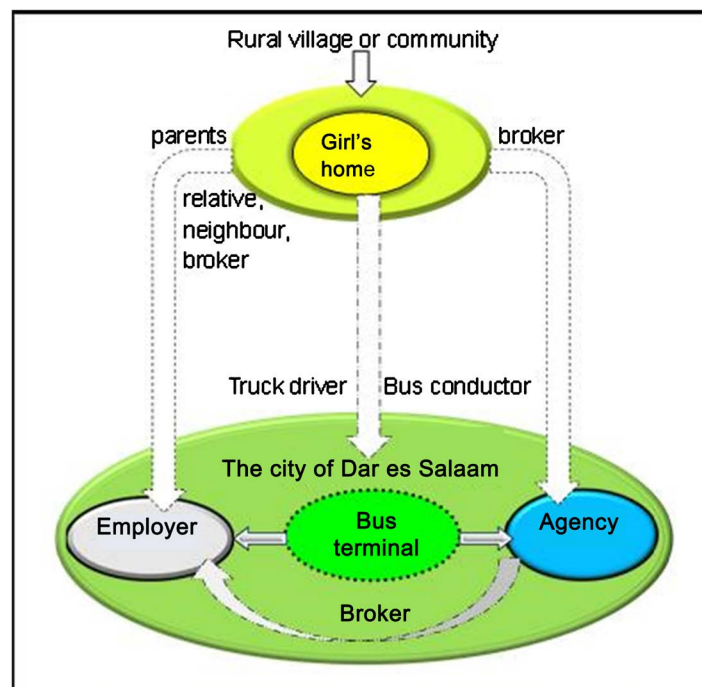 Rural village or community
parents
Girl's
home
broker
relative,
neighbour,
broker
Truck driver
Bus conductor
The city of Dar es Salaam
Employer
Bus
terminal
Agency
Broker